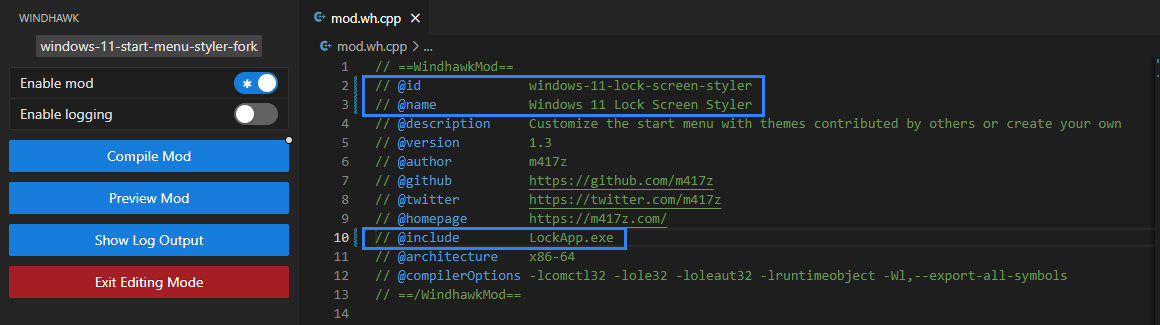 WINDHAWK
windows-11-start-menu-styler-fork
Enable mod
Enable logging
Compile Mod
Preview Mod
Show Log Output
Exit Editing Mode
mod.wh.cpp
mod.wh.cpp > ...
1 // ==WindhawkMod==
2 // @id windows-11-lock-screen-styler
3 // @name Windows 11 Lock Screen Styler
4 // @description Customize the start menu with themes contributed by others or create your own
5 // @version 1.3
6 // @author m417z
7 // @github https://github.com/m417z
8 // @twitter https://twitter.com/m417z
9 // @homepage https://m417z.com/
10 // @include LockApp.exe
11 // @architecture x86-64
12 // @compilerOptions -lcomctl32 -lole32 -loleaut32 -lruntimeobject -Wl,--export-all-symbols
13 // ==/WindhawkMod==
14